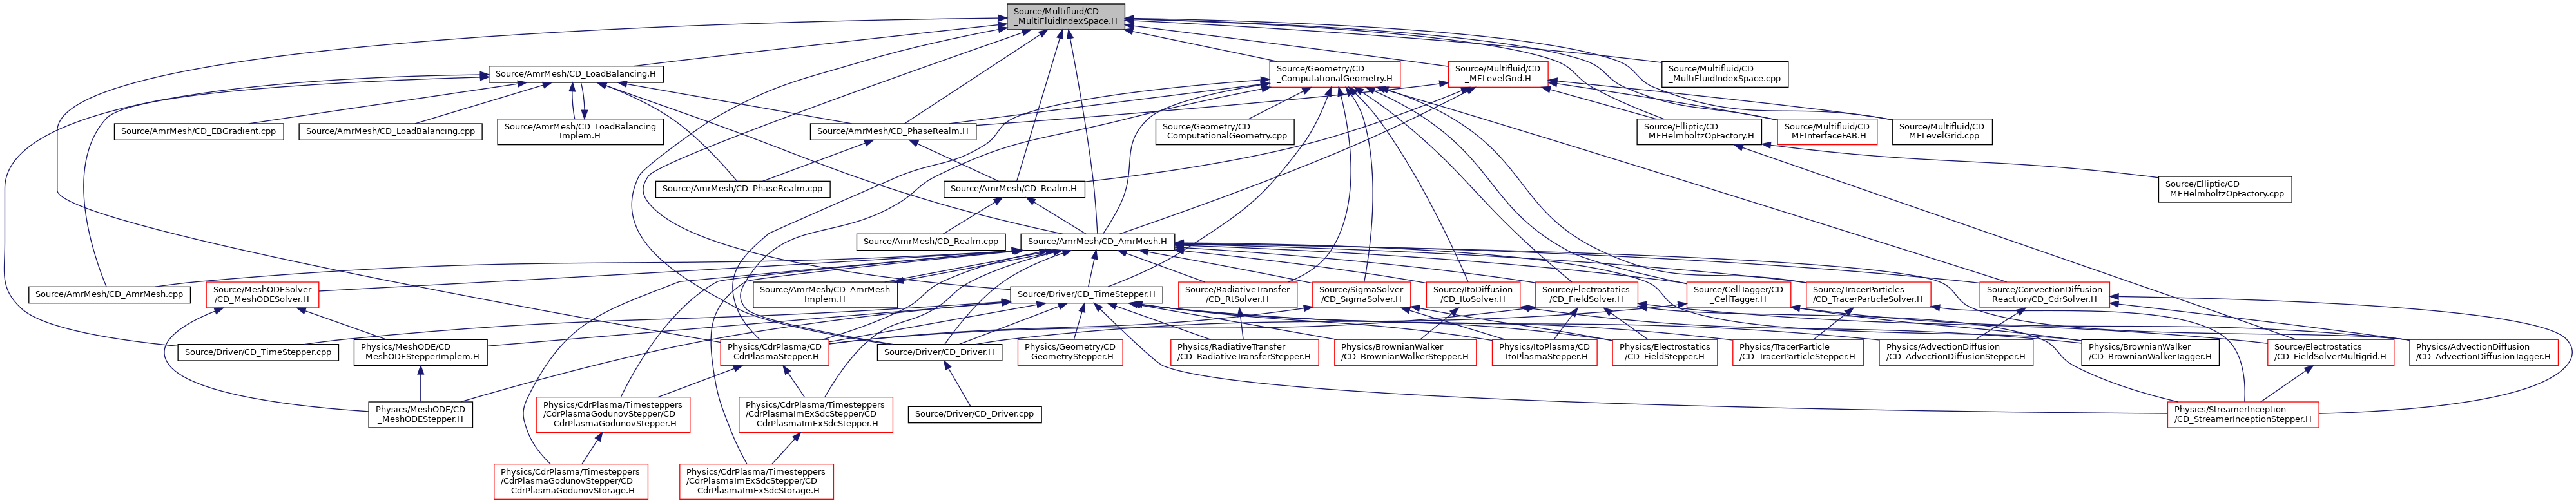 Source/Multifluid/CD
_MultiFluidIndexSpace.H
Source/AmrMesh/CD_LoadBalancing.H
Source/Geometry/CD
_ComputationalGeometry.H
Source/Multifluid/CD
_MFLevelGrid.H
Source/Multifluid/CD
_MultiFluidIndexSpace.cpp
Source/AmrMesh/CD_EBGradient.cpp
Source/AmrMesh/CD_LoadBalancing.cpp
Source/AmrMesh/CD_LoadBalancing
Implem.H
Source/AmrMesh/CD_PhaseRealm.H
Source/Geometry/CD
_ComputationalGeometry.cpp
Source/Elliptic/CD
_MFHelmholtzOpFactory.H
Source/Multifluid/CD
_MFInterfaceFAB.H
Source/Multifluid/CD
_MFLevelGrid.cpp
Source/AmrMesh/CD_PhaseRealm.cpp
Source/AmrMesh/CD_Realm.H
Source/Elliptic/CD
_MFHelmholtzOpFactory.cpp
Source/AmrMesh/CD_Realm.cpp
Source/AmrMesh/CD_AmrMesh.H
Source/AmrMesh/CD_AmrMesh.cpp
Source/MeshODESolver
/CD_MeshODESolver.H
Source/AmrMesh/CD_AmrMesh
Implem.H
Source/Driver/CD_TimeStepper.H
Source/RadiativeTransfer
/CD_RtSolver.H
Source/SigmaSolver
/CD_SigmaSolver.H
Source/ItoDiffusion
/CD_ItoSolver.H
Source/Electrostatics
/CD_FieldSolver.H
Source/CellTagger/CD
_CellTagger.H
Source/TracerParticles
/CD_TracerParticleSolver.H
Source/ConvectionDiffusion
Reaction/CD_CdrSolver.H
Source/Driver/CD_TimeStepper.cpp
Physics/MeshODE/CD
_MeshODEStepperImplem.H
Physics/CdrPlasma/CD
_CdrPlasmaStepper.H
Source/Driver/CD_Driver.H
Physics/Geometry/CD
_GeometryStepper.H
Physics/RadiativeTransfer
/CD_RadiativeTransferStepper.H
Physics/BrownianWalker
/CD_BrownianWalkerStepper.H
Physics/ItoPlasma/CD
_ItoPlasmaStepper.H
Physics/Electrostatics
/CD_FieldStepper.H
Physics/TracerParticle
/CD_TracerParticleStepper.H
Physics/AdvectionDiffusion
/CD_AdvectionDiffusionStepper.H
Physics/BrownianWalker
/CD_BrownianWalkerTagger.H
Source/Electrostatics
/CD_FieldSolverMultigrid.H
Physics/AdvectionDiffusion
/CD_AdvectionDiffusionTagger.H
Physics/MeshODE/CD
_MeshODEStepper.H
Physics/CdrPlasma/Timesteppers
/CdrPlasmaGodunovStepper/CD
_CdrPlasmaGodunovStepper.H
Physics/CdrPlasma/Timesteppers
/CdrPlasmaImExSdcStepper/CD
_CdrPlasmaImExSdcStepper.H
Source/Driver/CD_Driver.cpp
Physics/StreamerInception
/CD_StreamerInceptionStepper.H
Physics/CdrPlasma/Timesteppers
/CdrPlasmaGodunovStepper/CD
_CdrPlasmaGodunovStorage.H
Physics/CdrPlasma/Timesteppers
/CdrPlasmaImExSdcStepper/CD
_CdrPlasmaImExSdcStorage.H